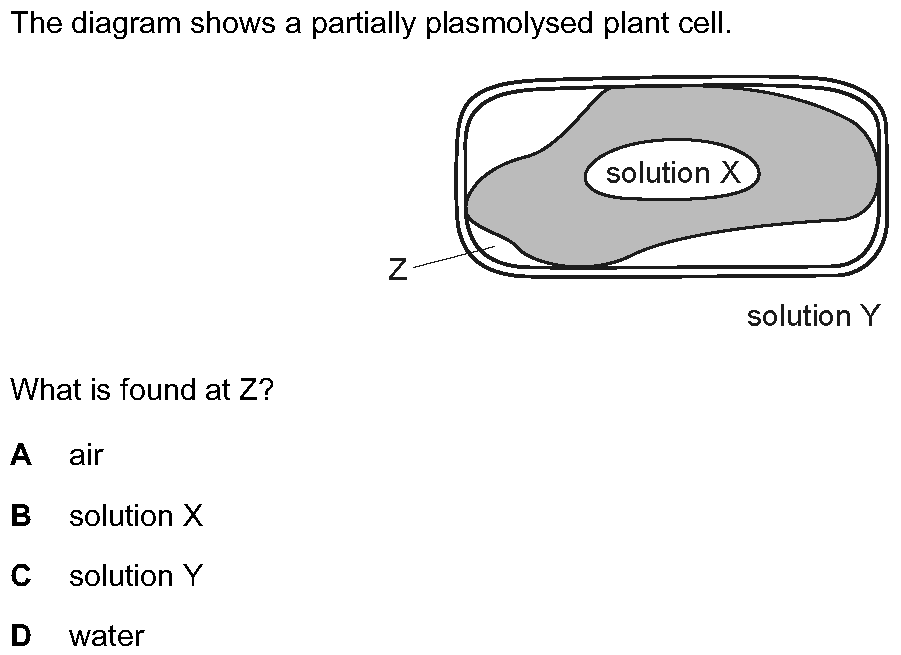 The diagram shows a partially plasmolysed plant cell.
solution X
Z
solution Y
What is found at Z?
A air
B solution X
C solution Y
D water